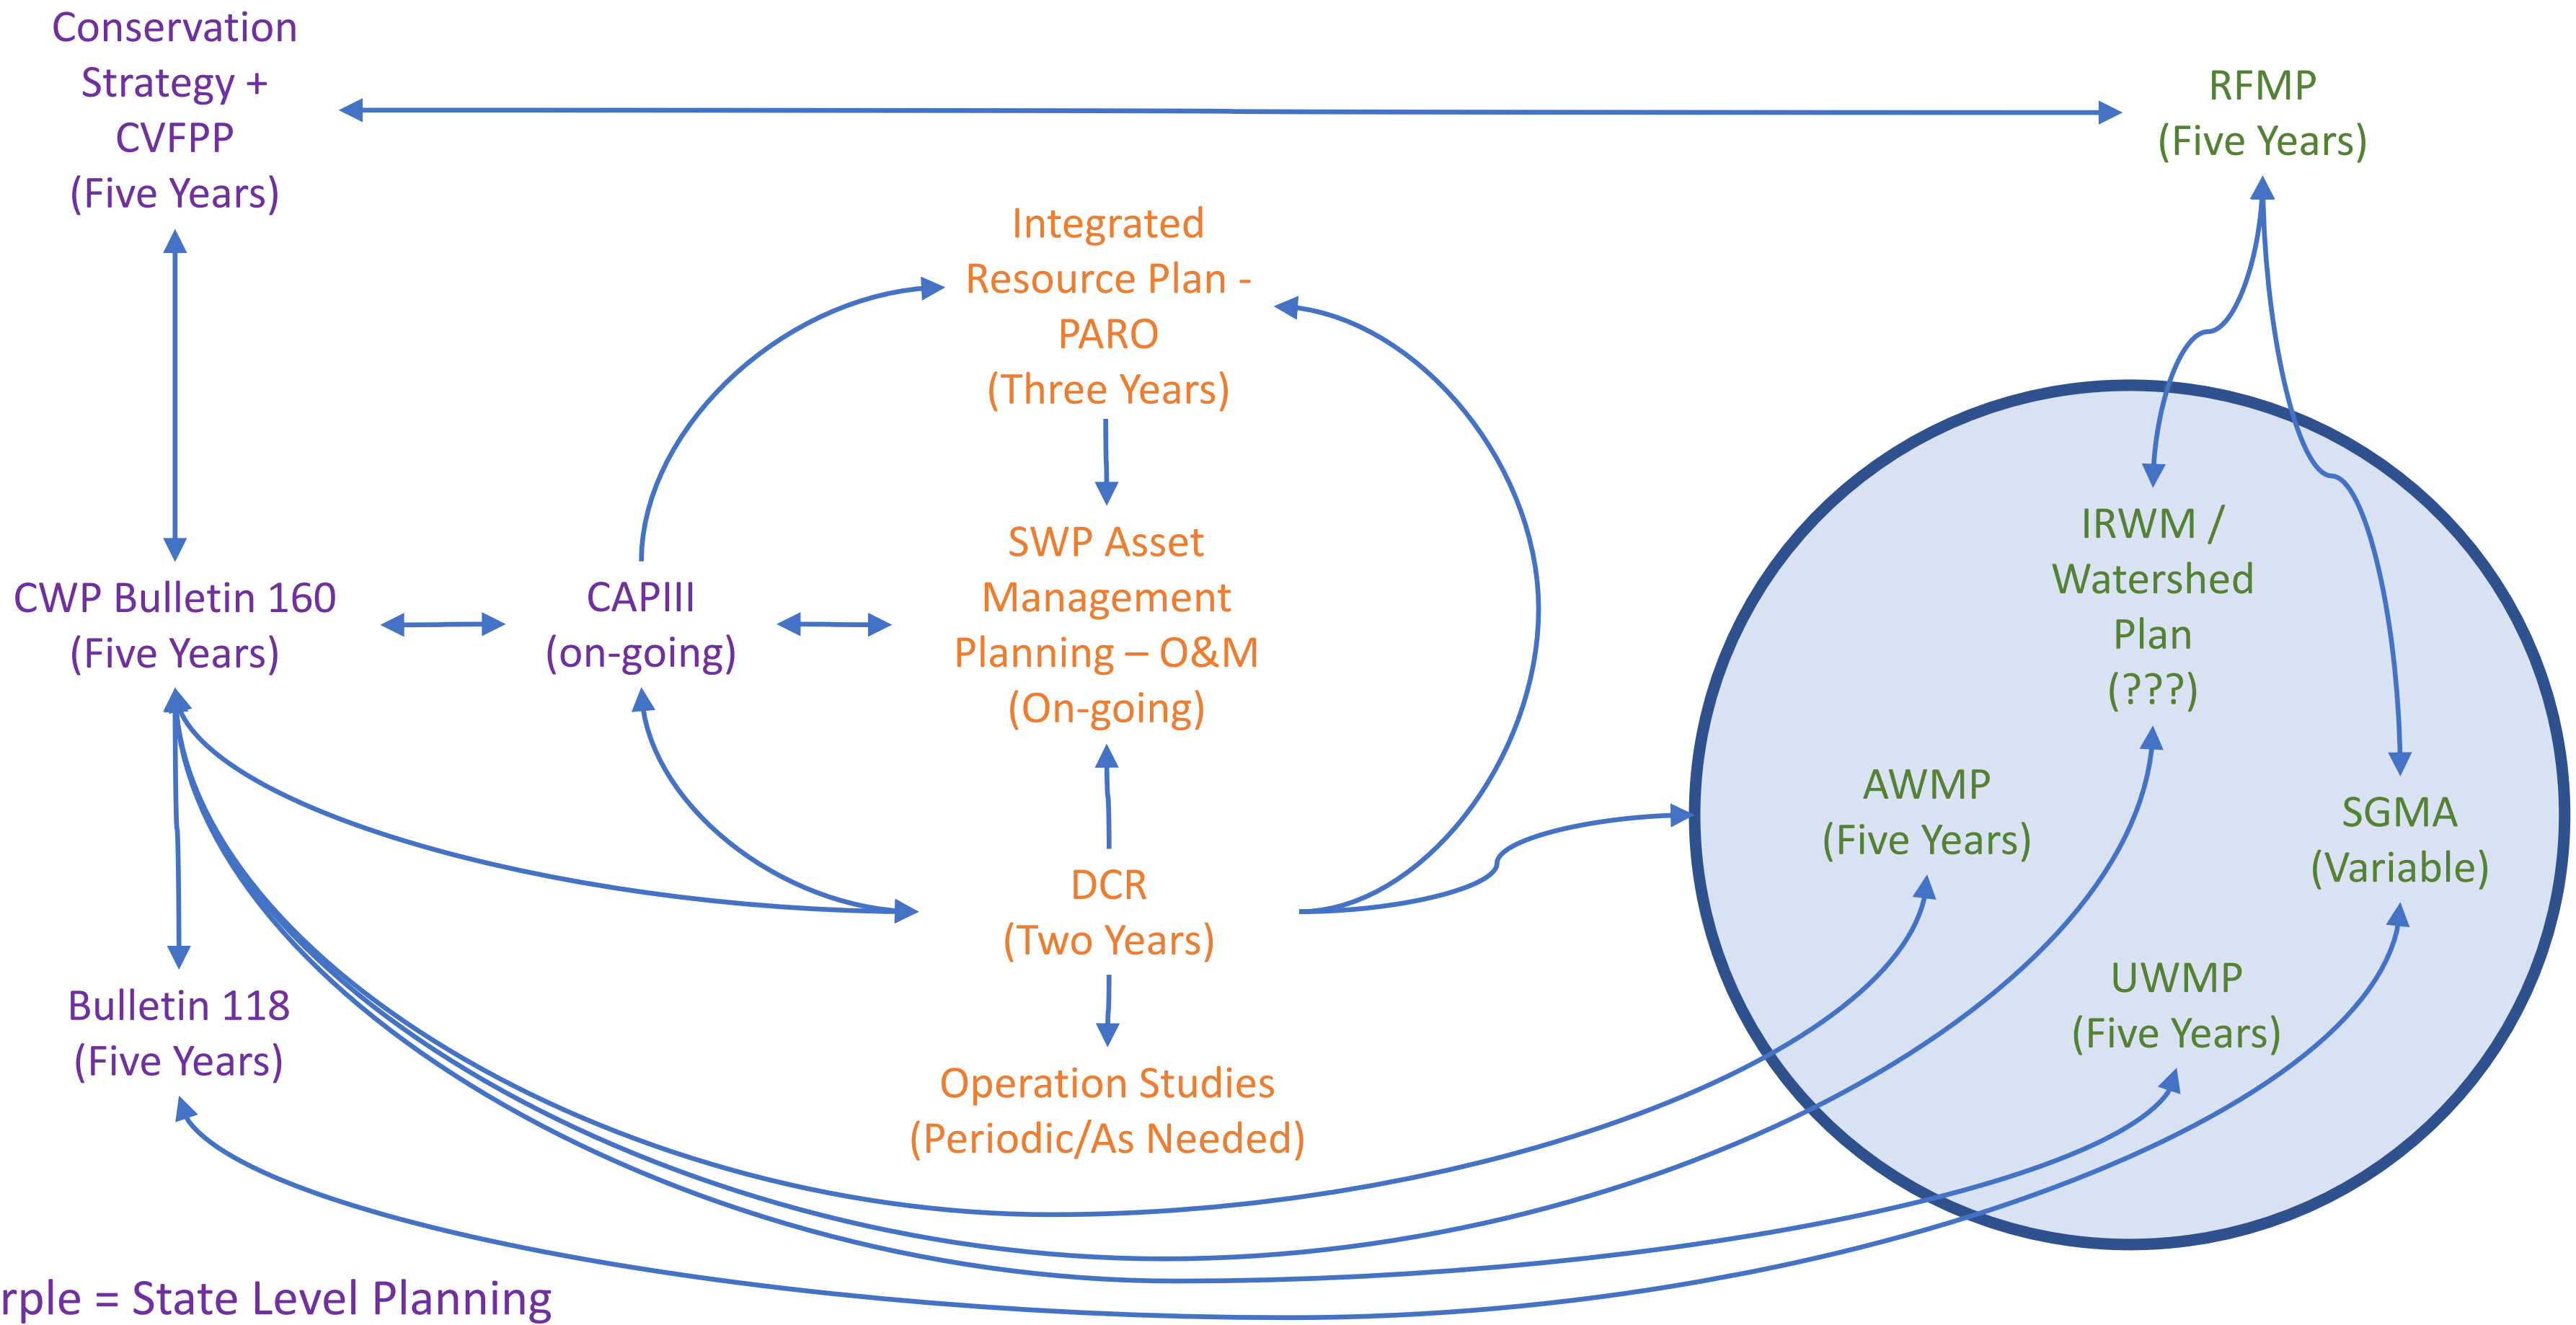 Conservation
Strategy +
CVFPP
(Five Years)
RFMP
(Five Years)
Integrated
Resource Plan -
PARO
(Three Years)
CWP Bulletin 160
(Five Years)
CAPIII
(on-going)
SWP Asset
Management
Planning – O&M
(On-going)
IRWM /
Watershed
Plan
(???)
AWMP
(Five Years)
SGMA
(Variable)
DCR
(Two Years)
UWMP
(Five Years)
Bulletin 118
(Five Years)
Operation Studies
(Periodic/As Needed)
rple = State Level Planning